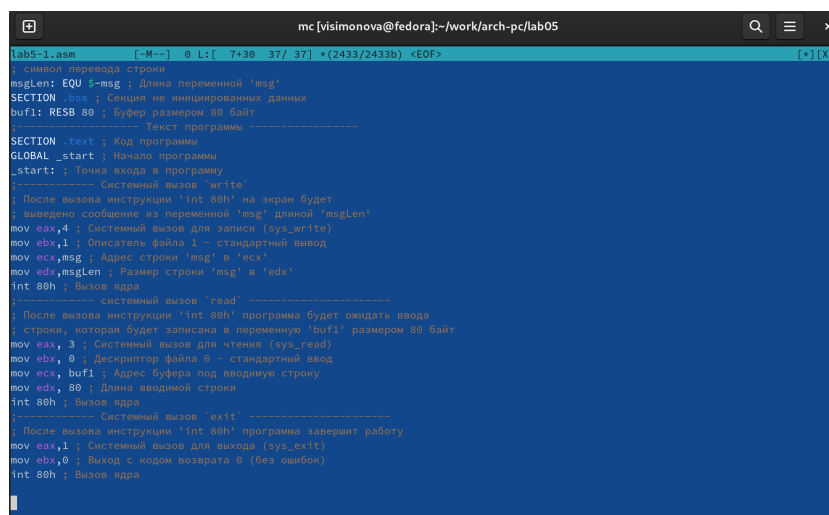 mc [visimonova@fedora]:~/work/arch-pc/lab05
lab5-1.asm [-M--] 0 L:[ 7+30 37/ 37] *(2433/2433b) <EOF> [*][X
; символ перевода строки
msgLen: EQU $-msg ; Длина переменной 'msg'
SECTION .bss ; Секция не инициированных данных
buf1: RESB 80 ; Буфер размером 80 байт
;------------------- Текст программы -----------------
SECTION .text ; Код программы
GLOBAL _start ; Начало программы
_start: ; Точка входа в программу
;------------ Системный вызов `write`
; После вызова инструкции 'int 80h' на экран будет
; выведено сообщение из переменной 'msg' длиной 'msgLen'
mov eax,4 ; Системный вызов для записи (sys_write)
mov ebx,1 ; Описатель файла 1 - стандартный вывод
mov ecx,msg ; Адрес строки 'msg' в 'ecx'
mov edx,msgLen ; Размер строки 'msg' в 'edx'
int 80h ; Вызов ядра
;------------ системный вызов `read` ----------------------
; После вызова инструкции 'int 80h' программа будет ожидать ввода
; строки, которая будет записана в переменную 'buf1' размером 80 байт
mov eax, 3 ; Системный вызов для чтения (sys_read)
mov ebx, 0 ; Дескриптор файла 0 - стандартный ввод
mov ecx, buf1 ; Адрес буфера под вводимую строку
mov edx, 80 ; Длина вводимой строки
int 80h ; Вызов ядра
;------------ Системный вызов `exit` ----------------------
; После вызова инструкции 'int 80h' программа завершит работу
mov eax,1 ; Системный вызов для выхода (sys_exit)
mov ebx,0 ; Выход с кодом возврата 0 (без ошибок)
int 80h ; Вызов ядра